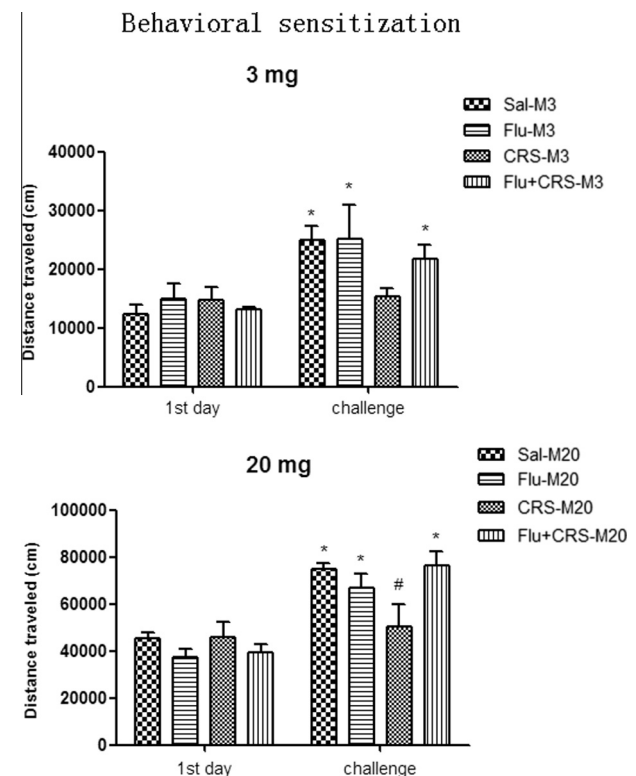 Behavioral sensitization
3 mg
Sal-M3
Flu-M3
CRS-M3
Flu+CRS-M3
Distance traveled (cm)
40000
30000
20000
10000
0
*
*
*
1st day
challenge
20 mg
Sal-M20
Flu-M20
CRS-M20
Flu+CRS-M20
Distance traveled (cm)
100000
80000
60000
40000
20000
0
*
*
#
*
1st day
challenge